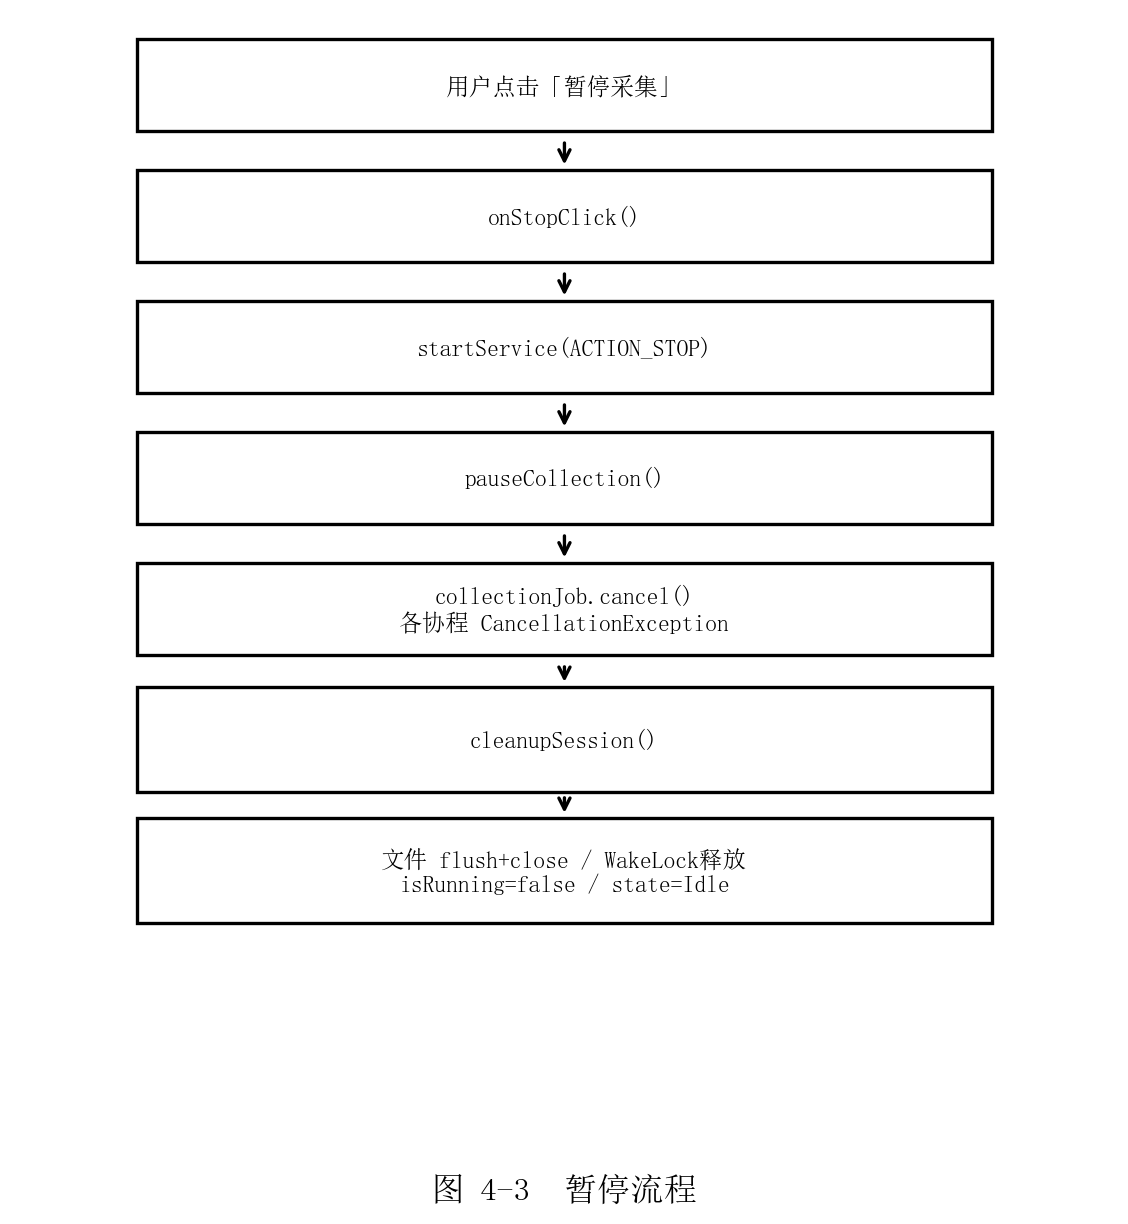 用户点击「暂停采集」
onStopClick()
startService(ACTION_STOP)
pauseCollection()
collectionJob.cancel()
各协程 CancellationException
cleanupSession()
文件 flush+close / WakeLock释放
isRunning=false / state=Idle
图 4-3  暂停流程